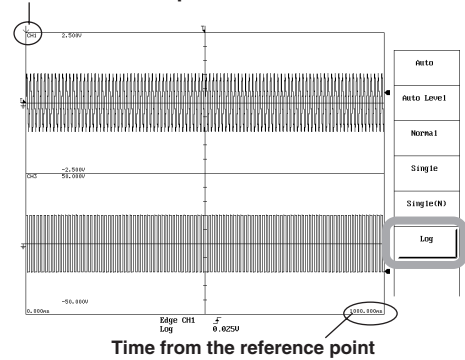 CH1 2.500V
Auto
Auto Level
Normal
Single
-2.500V
CH3 50.000V
Single(N)
Log
-50.000V
0.000ms 1000.000ms
Edge CH1
Log 0.025V
Time from the reference point